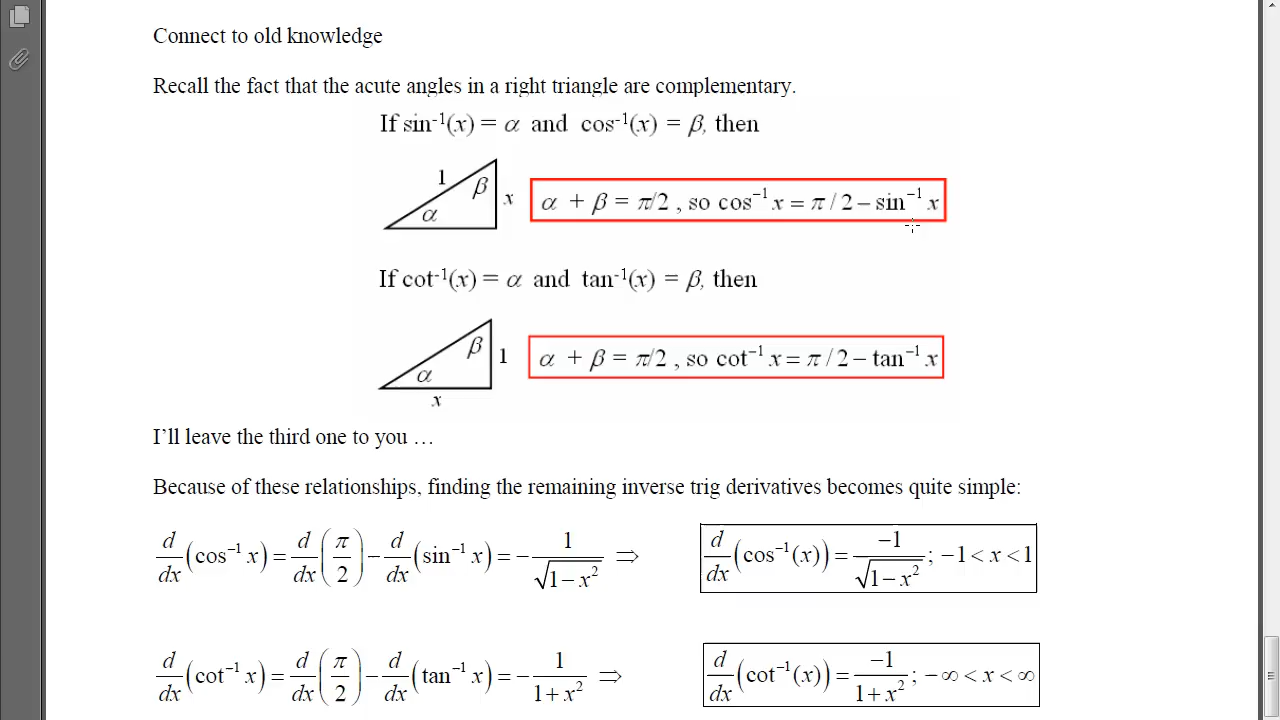 Connect to old knowledge
Recall the fact that the acute angles in a right triangle are complementary.
If sin⁻¹(x) = α and cos⁻¹(x) = β, then
1 β x α
α + β = π/2 , so cos⁻¹ x = π / 2 − sin⁻¹ x
If cot⁻¹(x) = α and tan⁻¹(x) = β, then
β 1 α x
α + β = π/2 , so cot⁻¹ x = π / 2 − tan⁻¹ x
I’ll leave the third one to you …
Because of these relationships, finding the remaining inverse trig derivatives becomes quite simple:
d/dx (cos⁻¹ x) = d/dx (π/2) − d/dx (sin⁻¹ x) = − 1/√(1−x²) ⇒ d/dx (cos⁻¹(x)) = −1/√(1−x²) ; −1 < x < 1
d/dx (cot⁻¹ x) = d/dx (π/2) − d/dx (tan⁻¹ x) = − 1/(1+x²) ⇒ d/dx (cot⁻¹(x)) = −1/(1+x²) ; −∞ < x < ∞